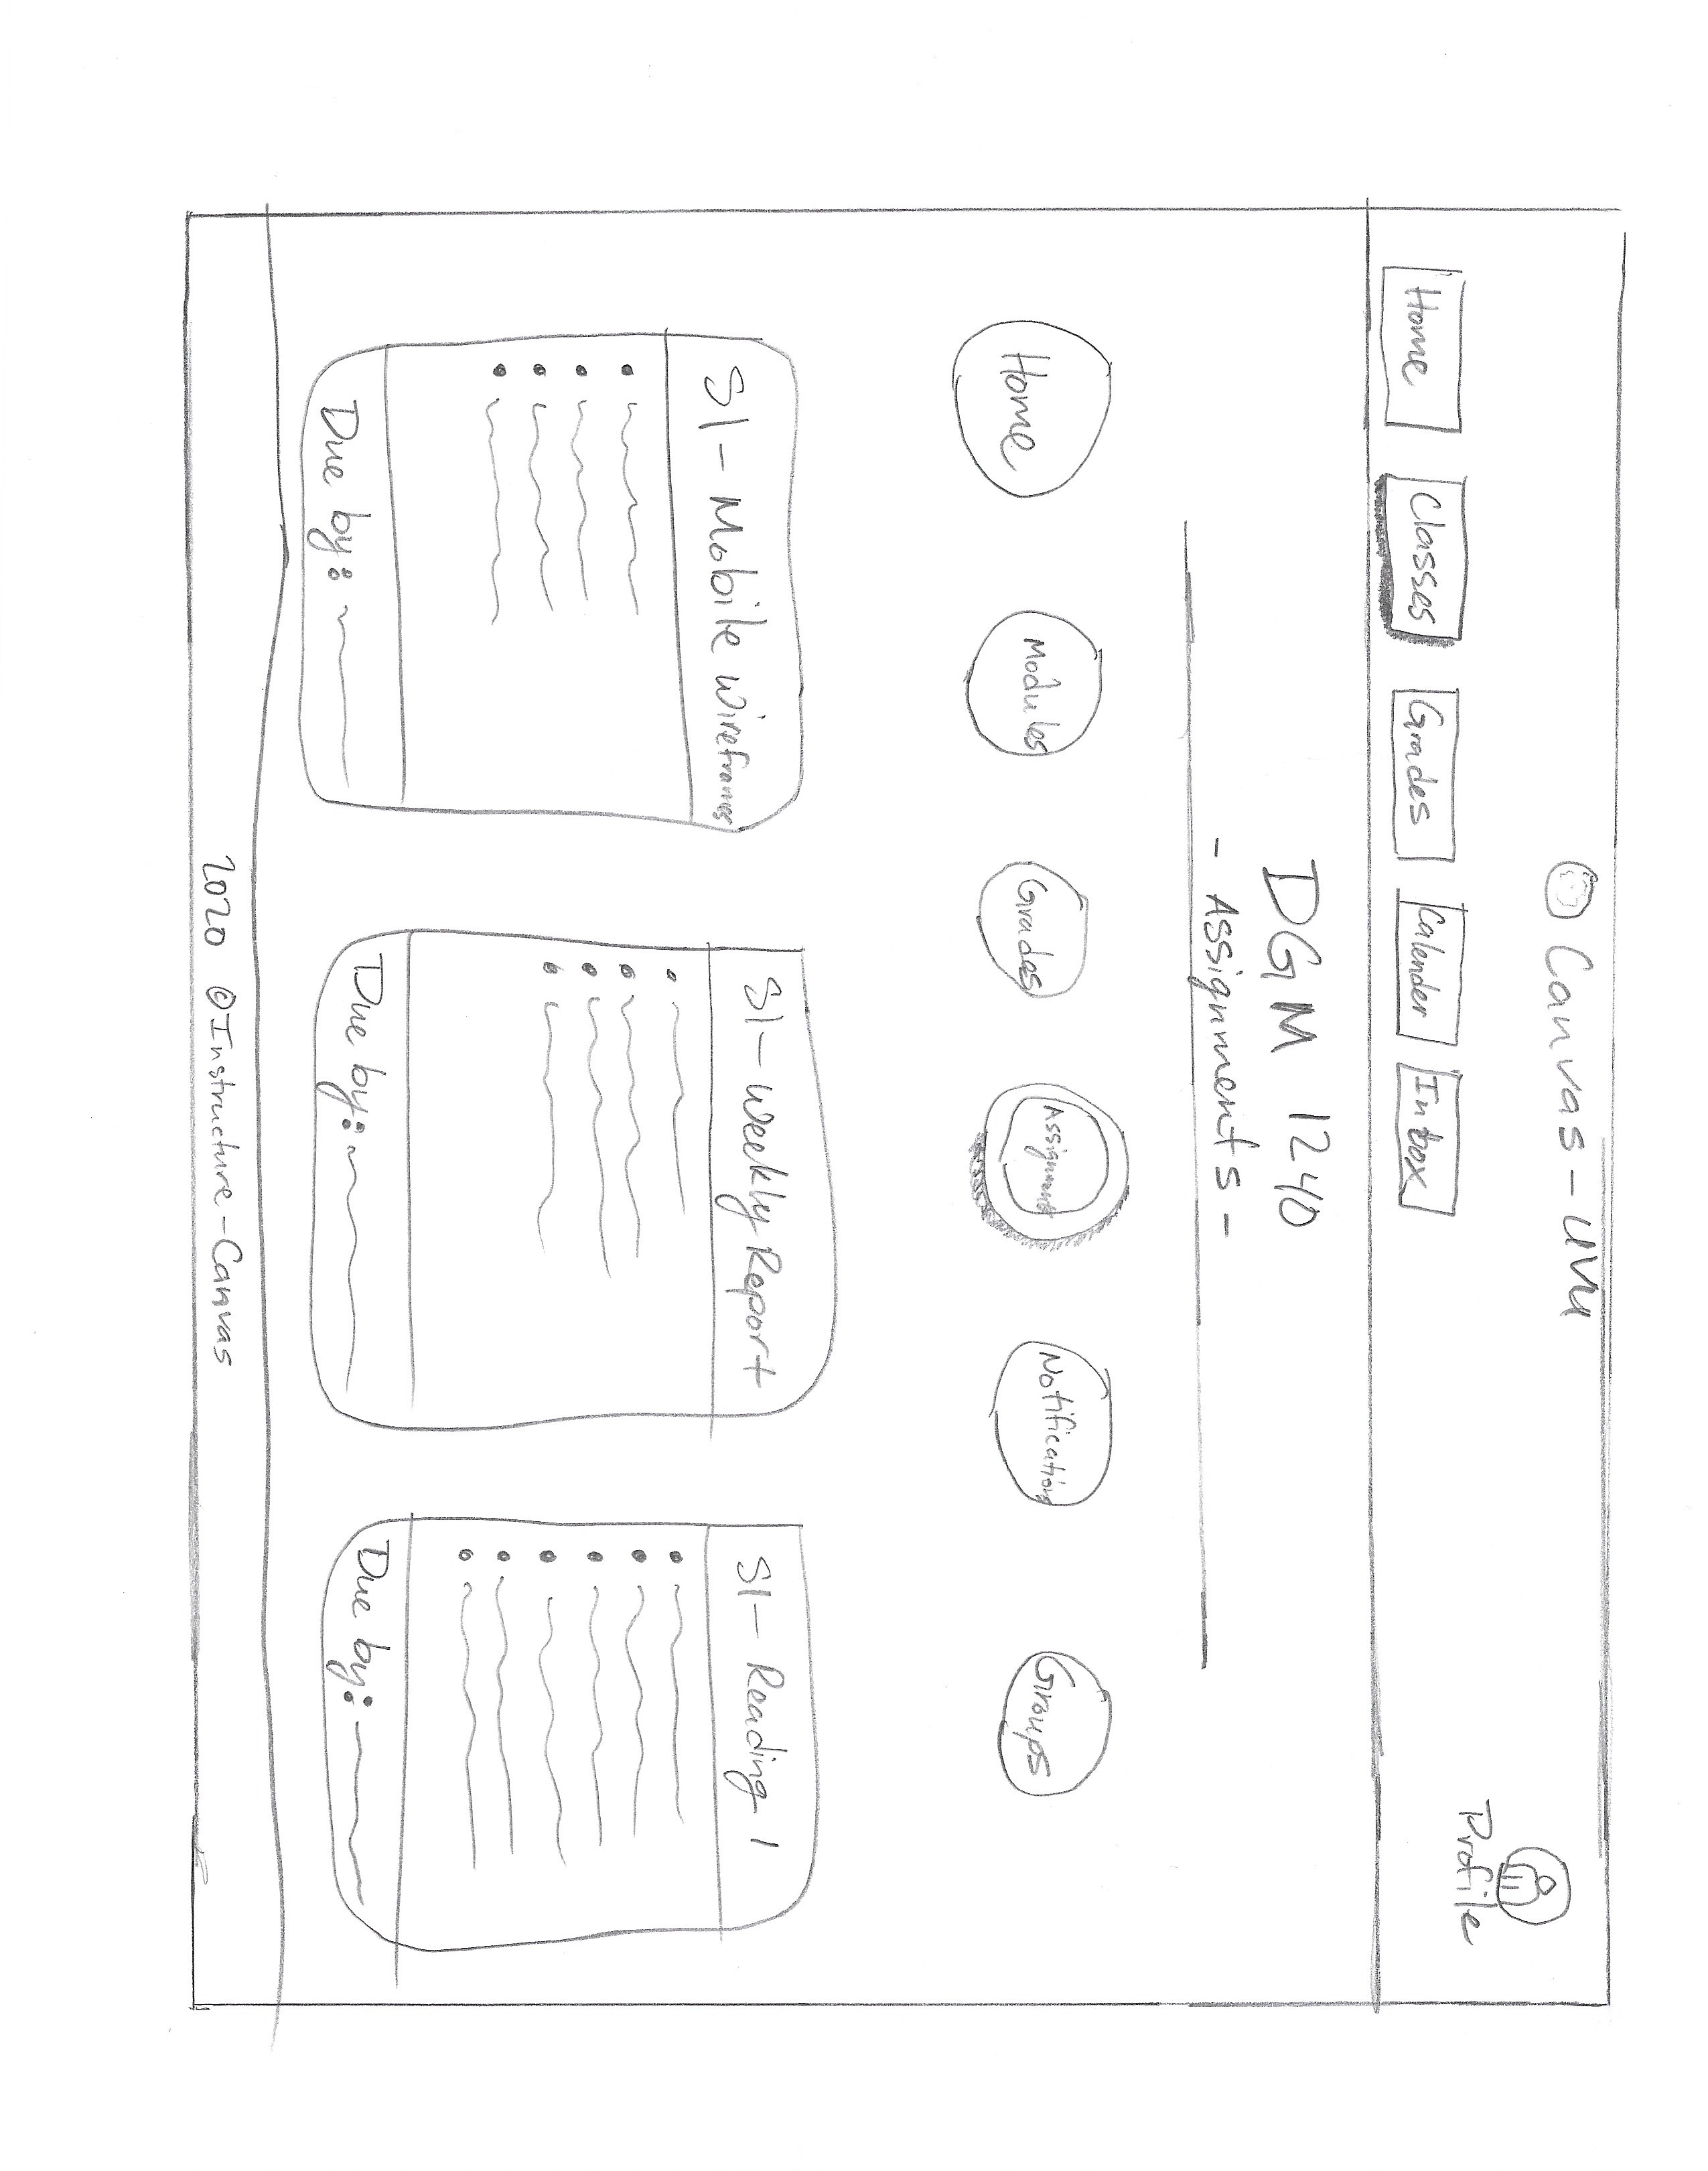 Canvas - UVU
Profile
Home Classes Grades Calender Inbox
DGM 1240
- Assignments -
Home Modules Grades Assignments Notifications Groups
S1 - Mobile Wireframes
Due by:
S1 - Weekly Report
Due by:
S1 - Reading 1
Due by:
2020 © Instructure - Canvas